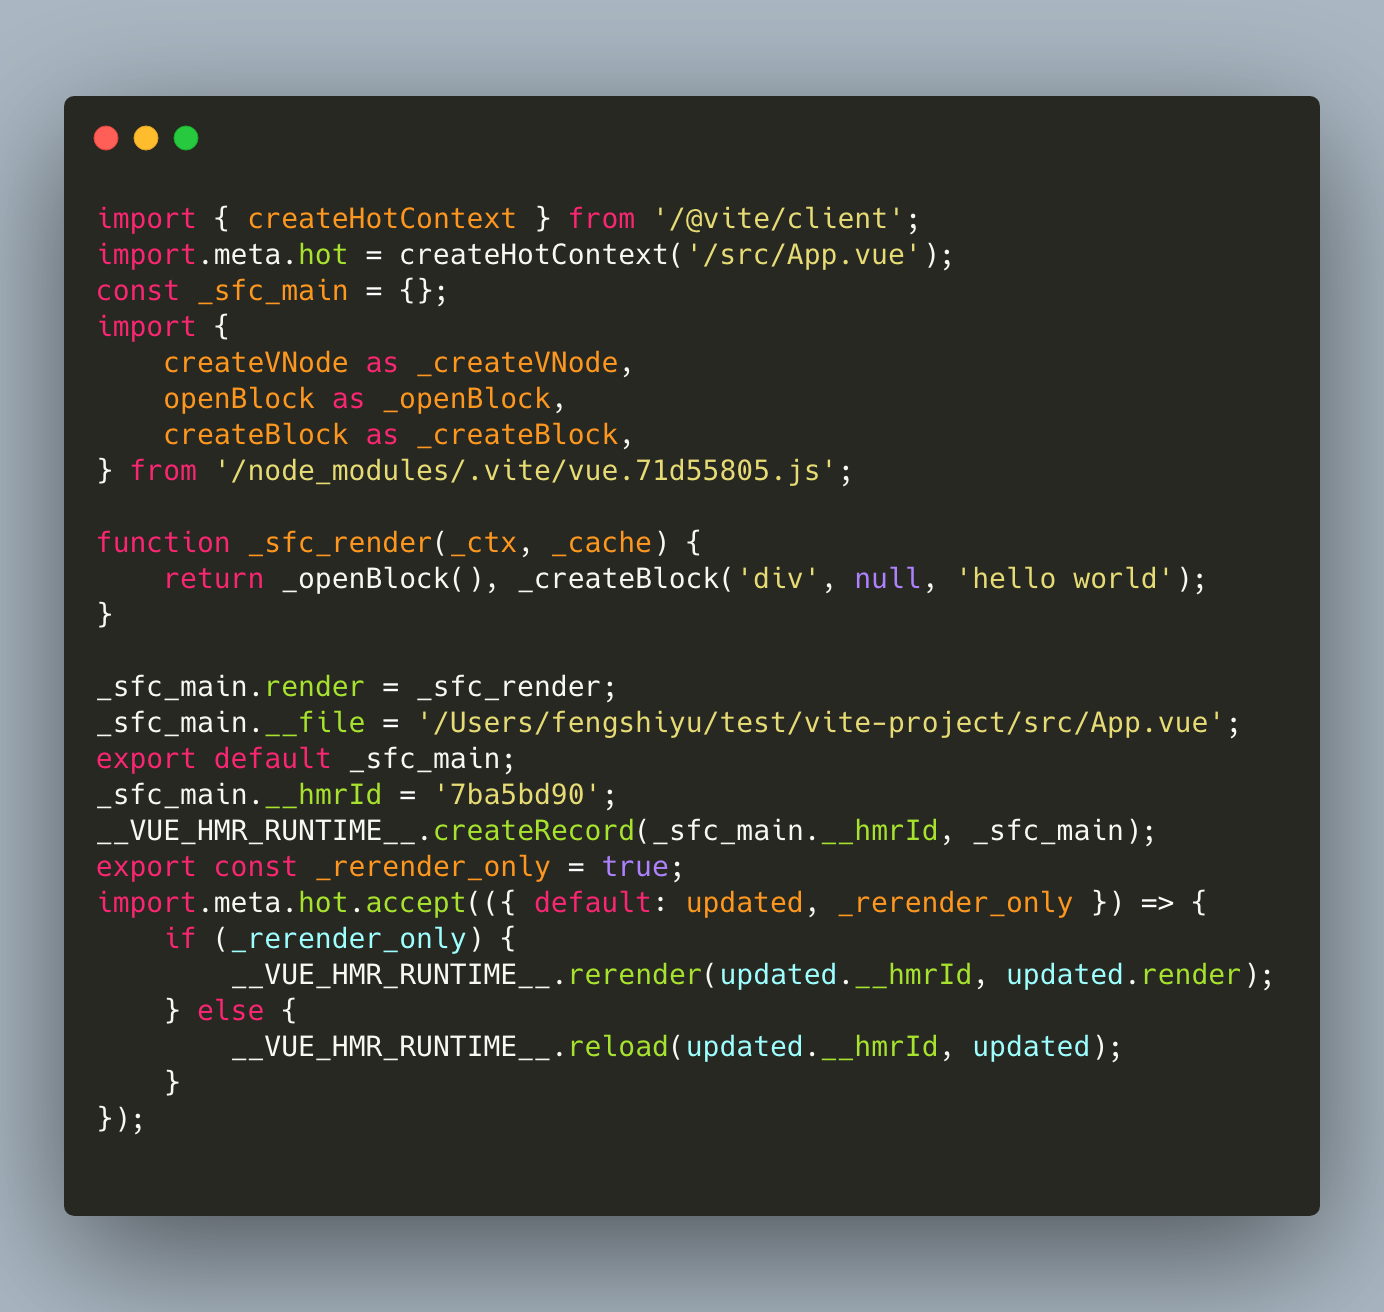 import { createHotContext } from '/@vite/client';
import.meta.hot = createHotContext('/src/App.vue');
const _sfc_main = {};
import {
    createVNode as _createVNode,
    openBlock as _openBlock,
    createBlock as _createBlock,
} from '/node_modules/.vite/vue.71d55805.js';

function _sfc_render(_ctx, _cache) {
    return _openBlock(), _createBlock('div', null, 'hello world');
}

_sfc_main.render = _sfc_render;
_sfc_main.__file = '/Users/fengshiyu/test/vite-project/src/App.vue';
export default _sfc_main;
_sfc_main.__hmrId = '7ba5bd90';
__VUE_HMR_RUNTIME__.createRecord(_sfc_main.__hmrId, _sfc_main);
export const _rerender_only = true;
import.meta.hot.accept(({ default: updated, _rerender_only }) => {
    if (_rerender_only) {
        __VUE_HMR_RUNTIME__.rerender(updated.__hmrId, updated.render);
    } else {
        __VUE_HMR_RUNTIME__.reload(updated.__hmrId, updated);
    }
});